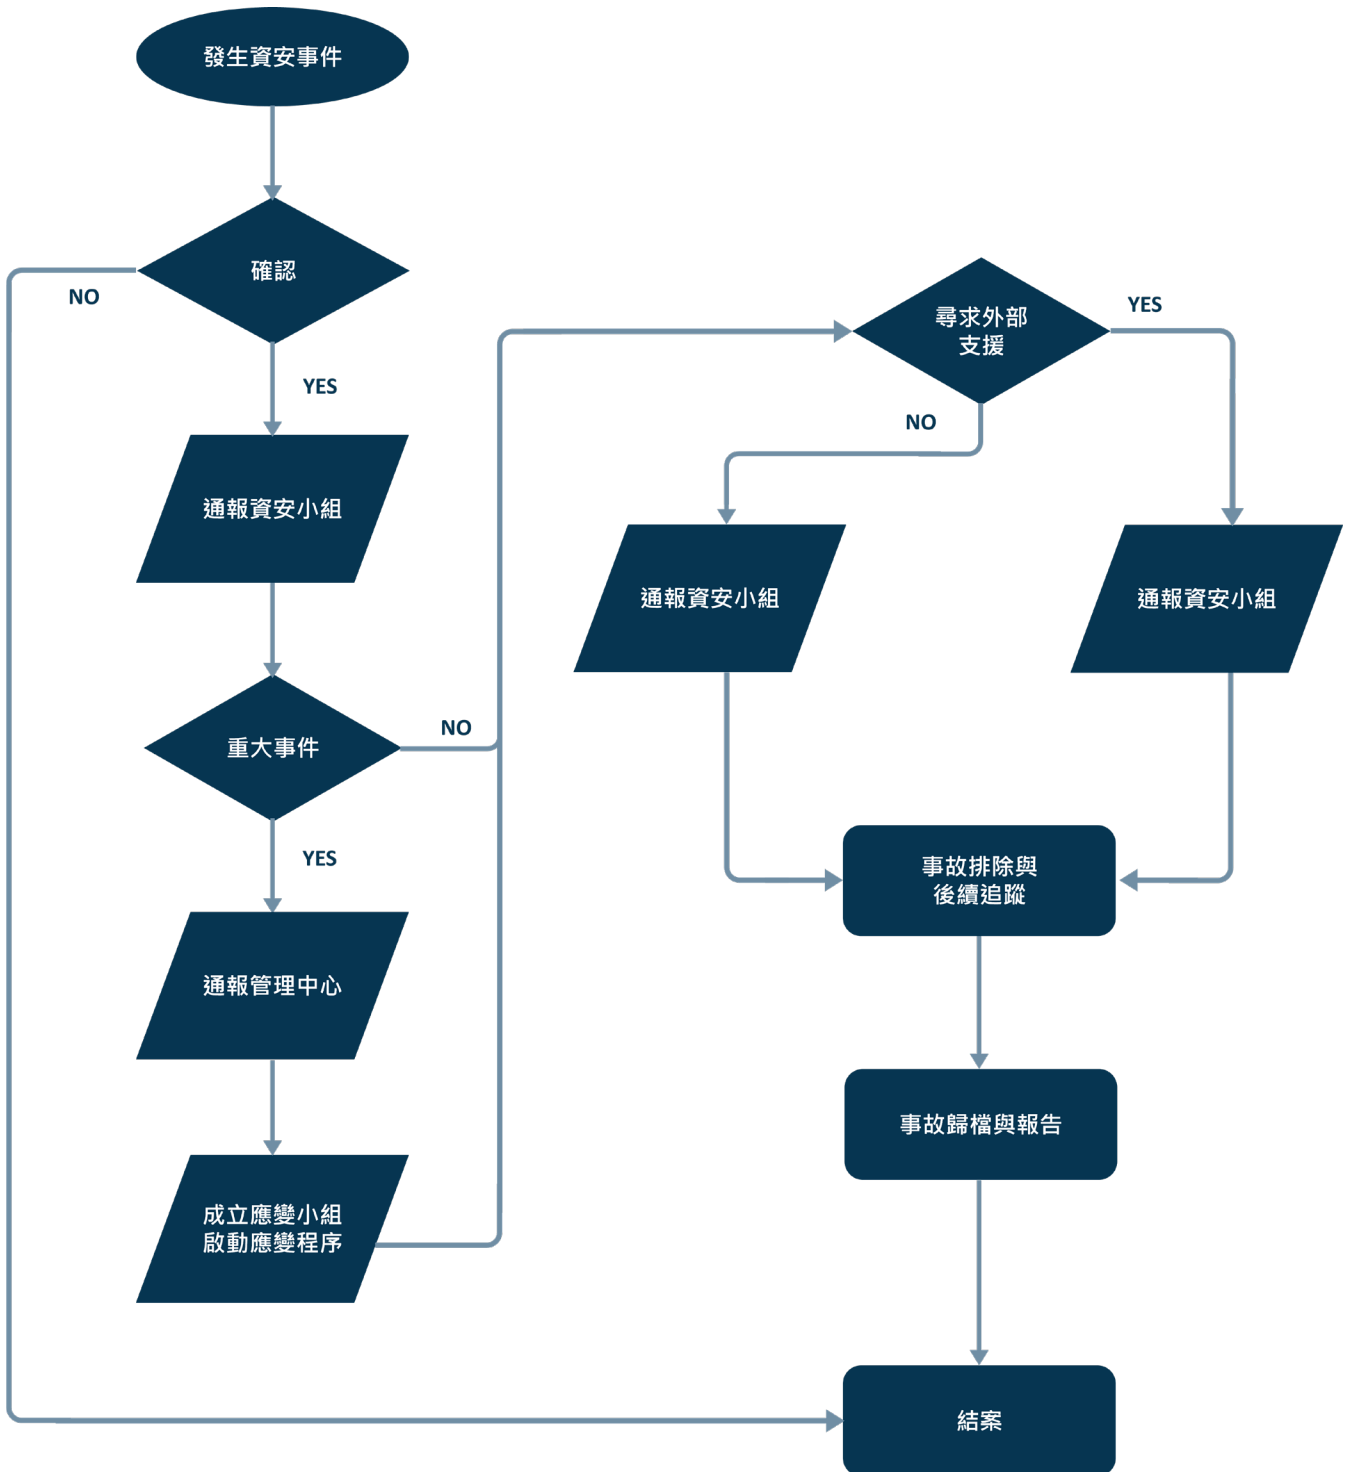 發生資安事件
確認
NO
YES
通報資安小組
重大事件
NO
YES
通報管理中心
成立應變小組
啟動應變程序
尋求外部
支援
YES
NO
通報資安小組
通報資安小組
事故排除與
後續追蹤
事故歸檔與報告
結案